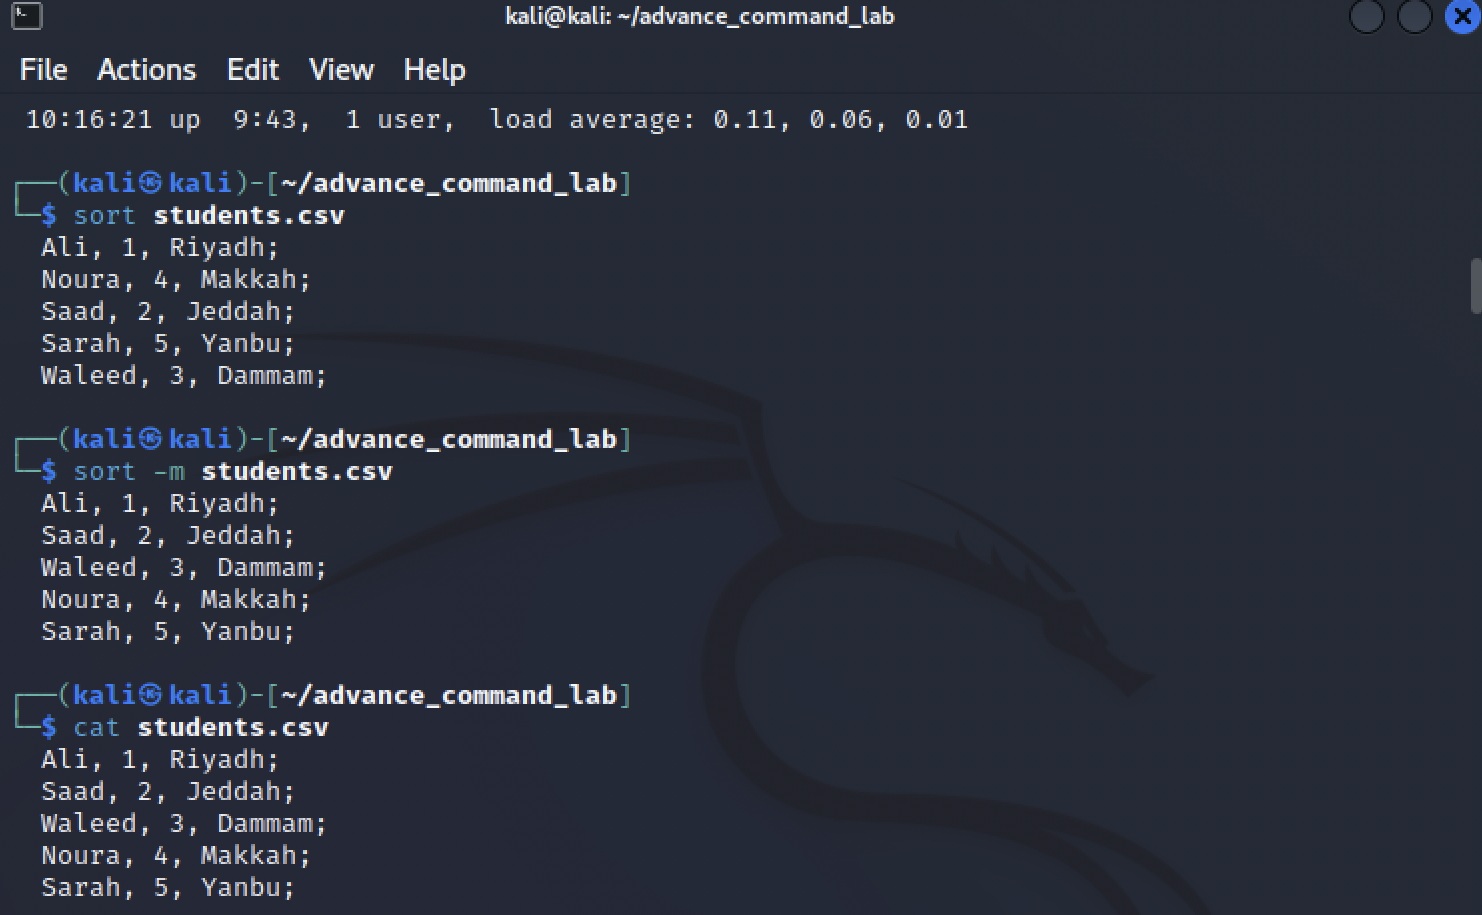 kali@kali: ~/advance_command_lab
File Actions Edit View Help
10:16:21 up  9:43,  1 user,  load average: 0.11, 0.06, 0.01
┌──(kali㉿kali)-[~/advance_command_lab]
└─$ sort students.csv
Ali, 1, Riyadh;
Noura, 4, Makkah;
Saad, 2, Jeddah;
Sarah, 5, Yanbu;
Waleed, 3, Dammam;
┌──(kali㉿kali)-[~/advance_command_lab]
└─$ sort -m students.csv
Ali, 1, Riyadh;
Saad, 2, Jeddah;
Waleed, 3, Dammam;
Noura, 4, Makkah;
Sarah, 5, Yanbu;
┌──(kali㉿kali)-[~/advance_command_lab]
└─$ cat students.csv
Ali, 1, Riyadh;
Saad, 2, Jeddah;
Waleed, 3, Dammam;
Noura, 4, Makkah;
Sarah, 5, Yanbu;